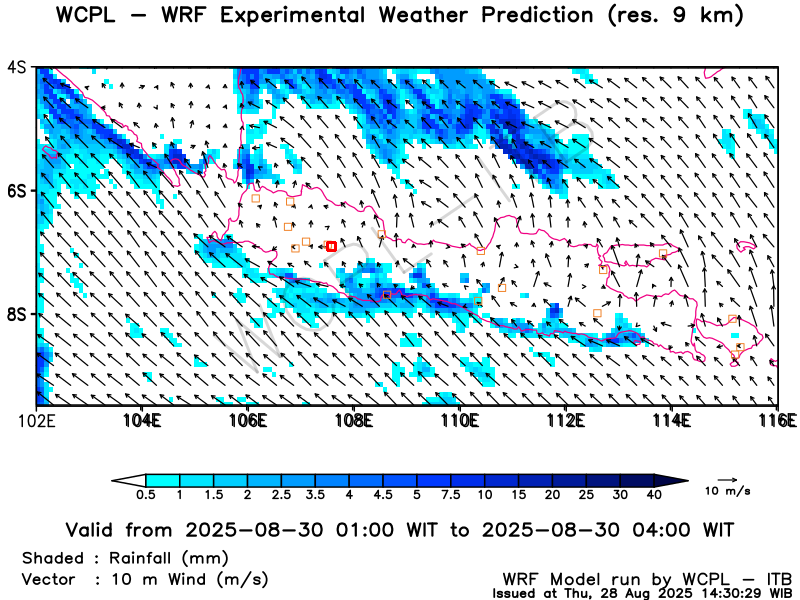 WCPL − WRF Experimental Weather Prediction (res. 9 km)
4S
6S
8S
102E 104E 106E 108E 110E 112E 114E 116E
WCPL−ITB
0.5 1 1.5 2 2.5 3.5 4 4.5 5 7.5 10 15 20 25 30 40
10 m/s
Valid from 2025−08−30 01:00 WIT to 2025−08−30 04:00 WIT
Shaded : Rainfall (mm)
Vector : 10 m Wind (m/s)
WRF Model run by WCPL − ITB
Issued at Thu, 28 Aug 2025 14:30:29 WIB